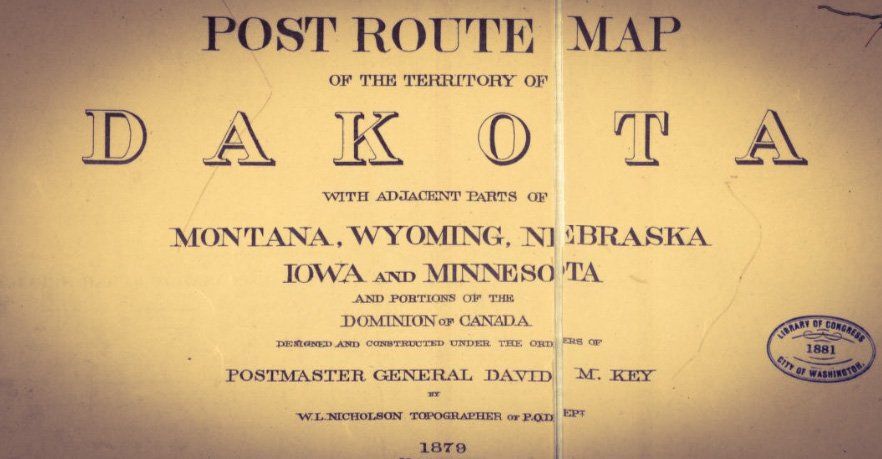 POST ROUTE MAP
OF THE TERRITORY OF
DAKOTA
WITH ADJACENT PARTS OF
MONTANA, WYOMING, NEBRASKA
IOWA AND MINNESOTA
AND PORTIONS OF THE
DOMINION OF CANADA
DESIGNED AND CONSTRUCTED UNDER THE ORDERS OF
POSTMASTER GENERAL DAVID M. KEY
BY
W. L. NICHOLSON TOPOGRAPHER OF P.O. DEPT
1879
LIBRARY OF CONGRESS
1881
CITY OF WASHINGTON.